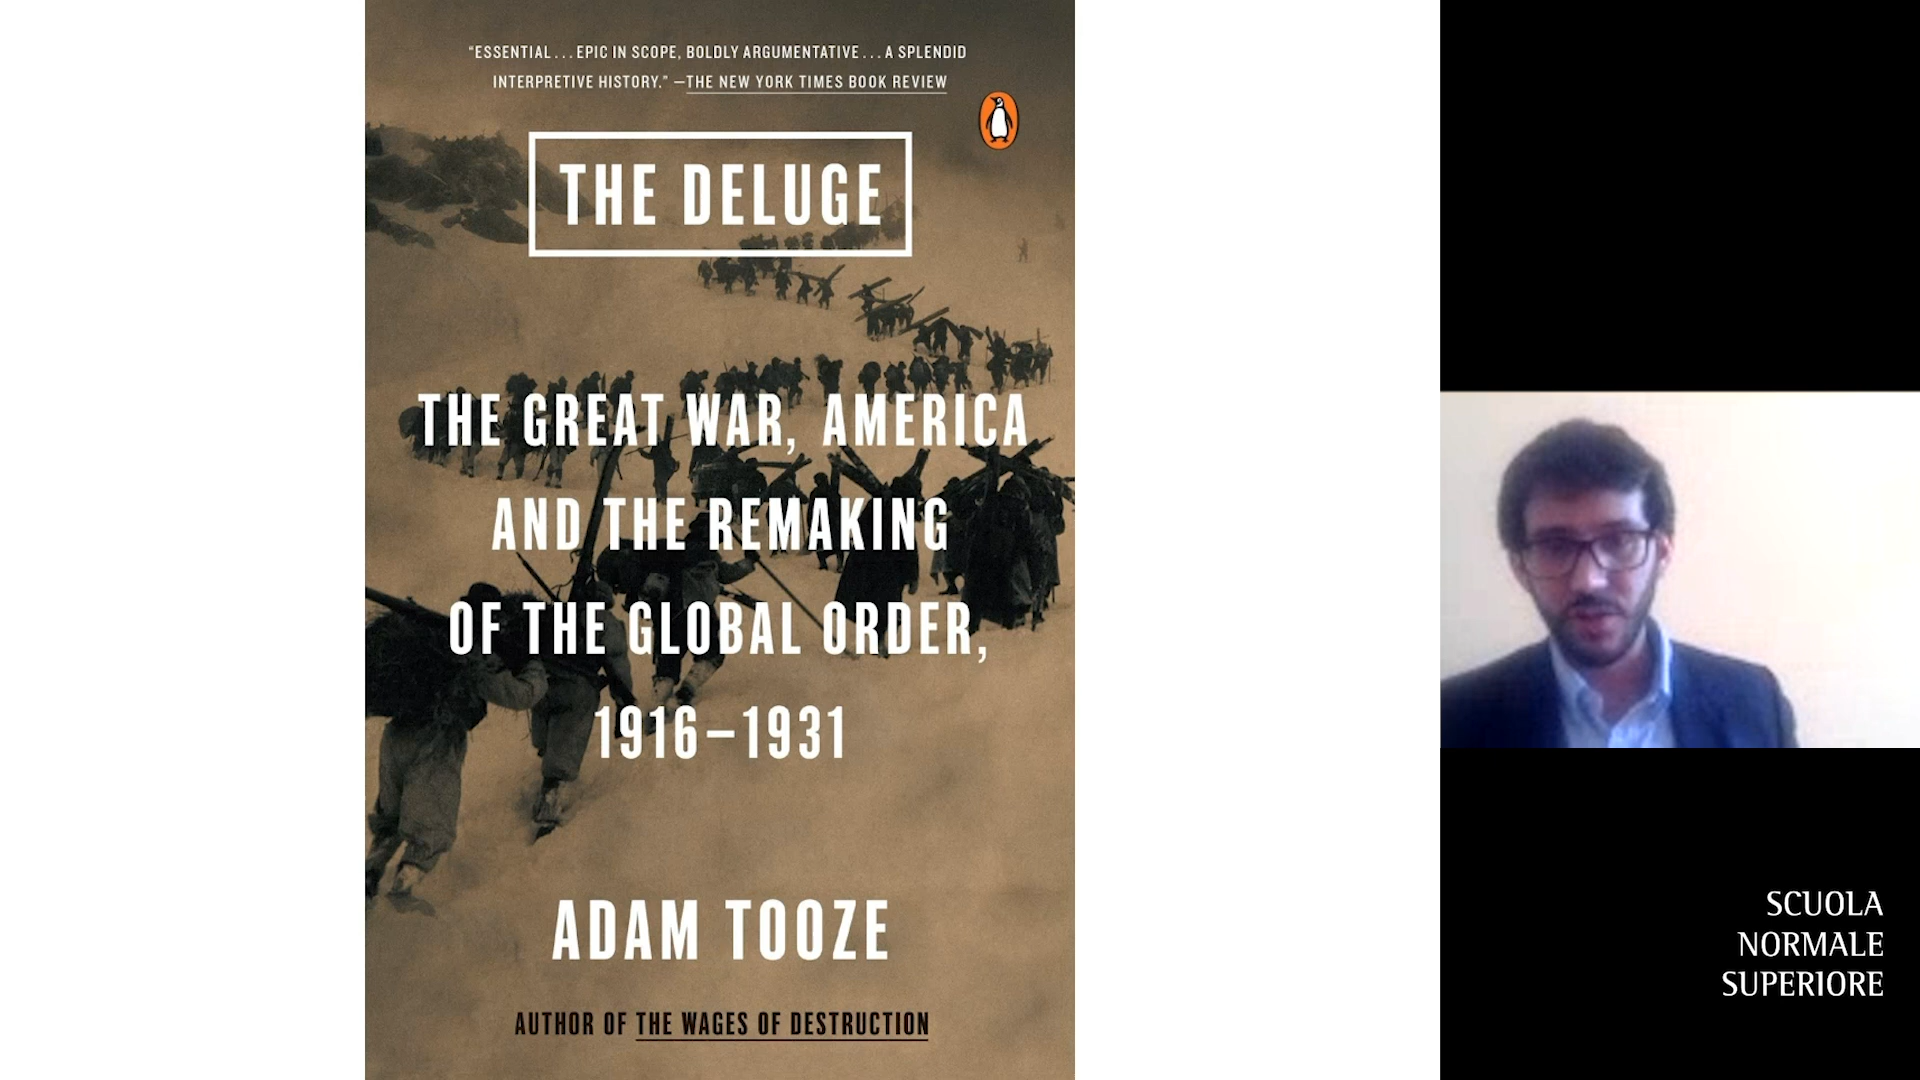 “ESSENTIAL...EPIC IN SCOPE, BOLDLY ARGUMENTATIVE...A SPLENDID
INTERPRETIVE HISTORY.” —THE NEW YORK TIMES BOOK REVIEW
THE DELUGE
THE GREAT WAR, AMERICA
AND THE REMAKING
OF THE GLOBAL ORDER,
1916–1931
ADAM TOOZE
AUTHOR OF THE WAGES OF DESTRUCTION
SCUOLA
NORMALE
SUPERIORE